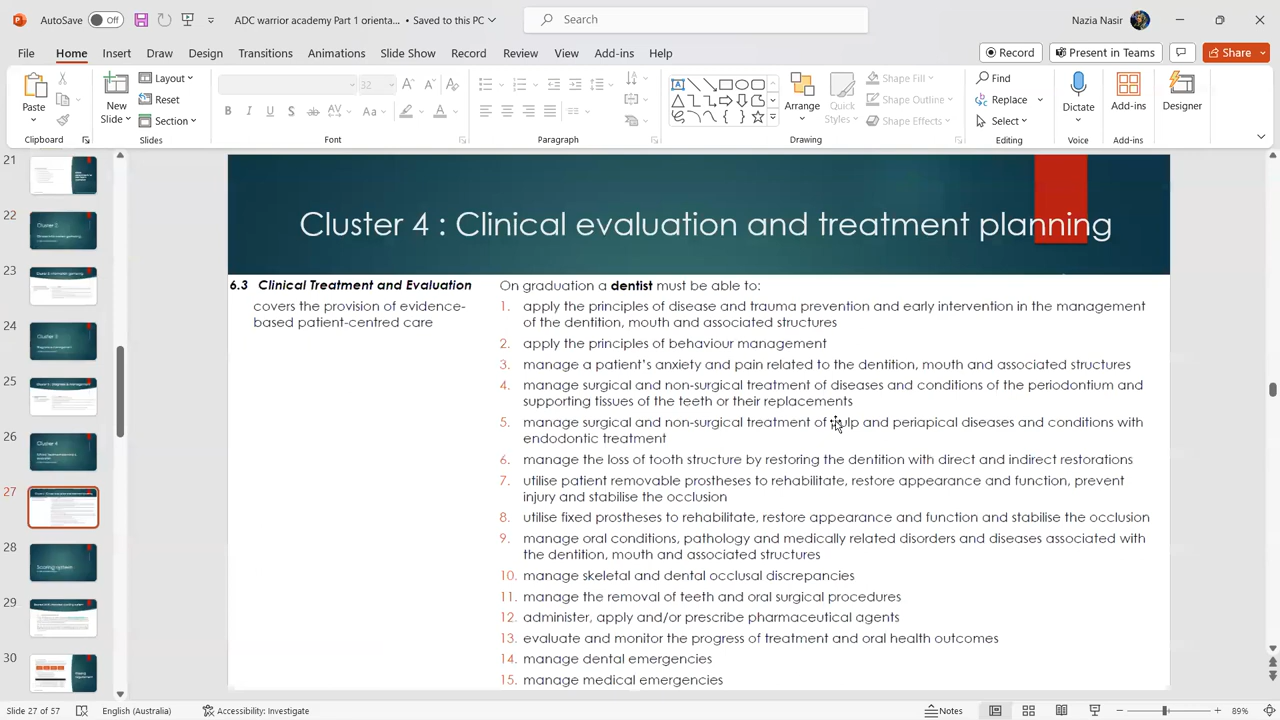 AutoSave Off ADC warrior academy Part 1 orienta... • Saved to this PC Search Nazia Nasir
File Home Insert Draw Design Transitions Animations Slide Show Record Review View Add-ins Help Record Present in Teams Share
Paste New Slide Layout Reset Section 32 B I U S ab AV Aa A A A Arrange Quick Styles Shape Fill Shape Outline Shape Effects Find Replace Select Dictate Add-ins Designer
Clipboard Slides Font Paragraph Drawing Editing Voice Add-ins
21
22
Cluster 2
23
24
Cluster 3
25
26
Cluster 4
27
28
Scoring system
29
30
Cluster 4 : Clinical evaluation and treatment planning
6.3 Clinical Treatment and Evaluation
covers the provision of evidence-
based patient-centred care
On graduation a dentist must be able to:
1. apply the principles of disease and trauma prevention and early intervention in the management
of the dentition, mouth and associated structures
2. apply the principles of behaviour management
3. manage a patient's anxiety and pain related to the dentition, mouth and associated structures
4. manage surgical and non-surgical treatment of diseases and conditions of the periodontium and
supporting tissues of the teeth or their replacements
5. manage surgical and non-surgical treatment of pulp and periapical diseases and conditions with
endodontic treatment
6. manage the loss of tooth structure by restoring the dentition with direct and indirect restorations
7. utilise patient removable prostheses to rehabilitate, restore appearance and function, prevent
injury and stabilise the occlusion
8. utilise fixed prostheses to rehabilitate, restore appearance and function and stabilise the occlusion
9. manage oral conditions, pathology and medically related disorders and diseases associated with
the dentition, mouth and associated structures
10. manage skeletal and dental occlusal discrepancies
11. manage the removal of teeth and oral surgical procedures
12. administer, apply and/or prescribe pharmaceutical agents
13. evaluate and monitor the progress of treatment and oral health outcomes
14. manage dental emergencies
15. manage medical emergencies
Slide 27 of 57 English (Australia) Accessibility: Investigate Notes 89%